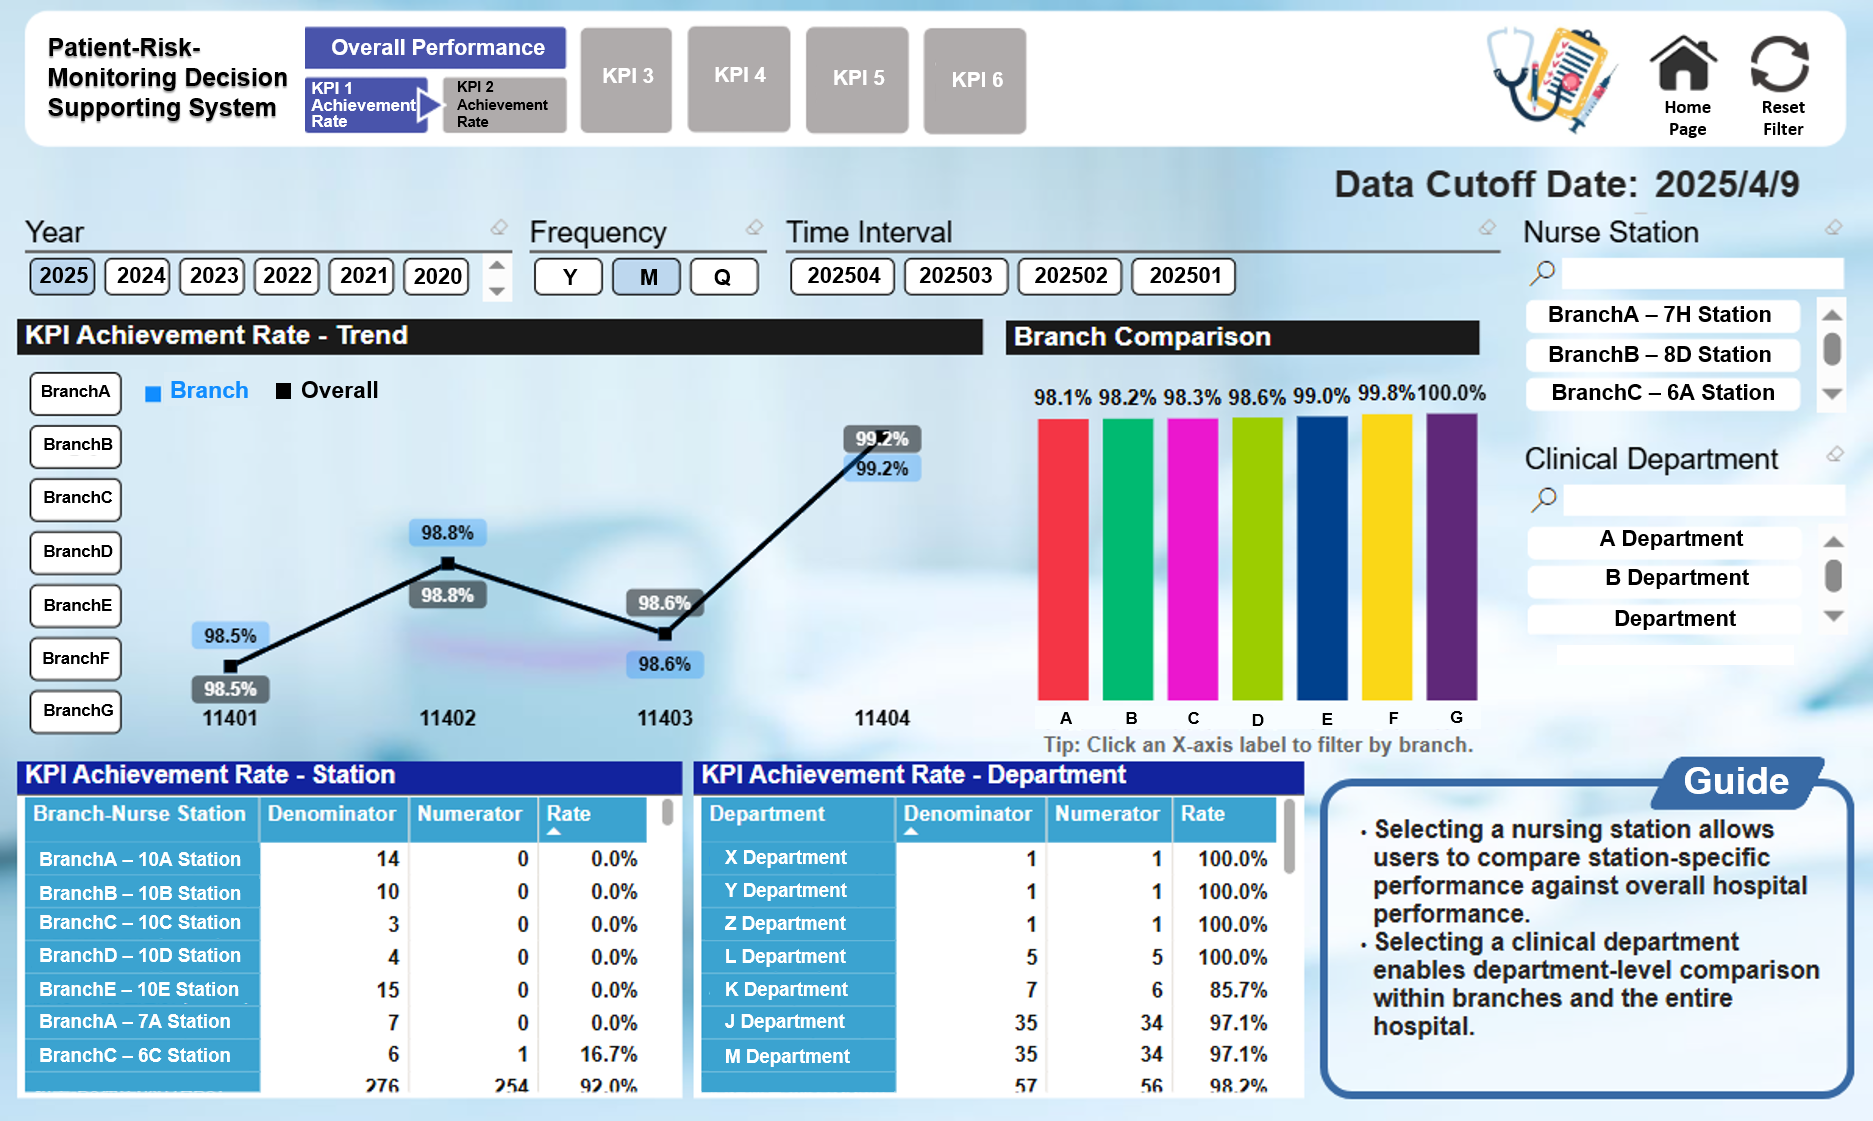 Patient-Risk-
Monitoring Decision
Supporting System
Overall Performance
KPI 1
Achievement
Rate
KPI 2
Achievement
Rate
KPI 3
KPI 4
KPI 5
KPI 6
Home
Page
Reset
Filter
Data Cutoff Date: 2025/4/9
Year
2025 2024 2023 2022 2021 2020
Frequency
Y M Q
Time Interval
202504 202503 202502 202501
Nurse Station
BranchA – 7H Station
BranchB – 8D Station
BranchC – 6A Station
Clinical Department
A Department
B Department
Department
KPI Achievement Rate - Trend
BranchA
BranchB
BranchC
BranchD
BranchE
BranchF
BranchG
Branch Overall
98.5%
98.5%
98.8%
98.8%
98.6%
98.6%
99.2%
99.2%
11401 11402 11403 11404
Branch Comparison
98.1% 98.2% 98.3% 98.6% 99.0% 99.8% 100.0%
A B C D E F G
Tip: Click an X-axis label to filter by branch.
KPI Achievement Rate - Station
Branch-Nurse Station Denominator Numerator Rate
BranchA – 10A Station 14 0 0.0%
BranchB – 10B Station 10 0 0.0%
BranchC – 10C Station 3 0 0.0%
BranchD – 10D Station 4 0 0.0%
BranchE – 10E Station 15 0 0.0%
BranchA – 7A Station 7 0 0.0%
BranchC – 6C Station 6 1 16.7%
276 254 92.0%
KPI Achievement Rate - Department
Department Denominator Numerator Rate
X Department 1 1 100.0%
Y Department 1 1 100.0%
Z Department 1 1 100.0%
L Department 5 5 100.0%
K Department 7 6 85.7%
J Department 35 34 97.1%
M Department 35 34 97.1%
57 56 98.2%
Guide
• Selecting a nursing station allows
users to compare station-specific
performance against overall hospital
performance.
• Selecting a clinical department
enables department-level comparison
within branches and the entire
hospital.